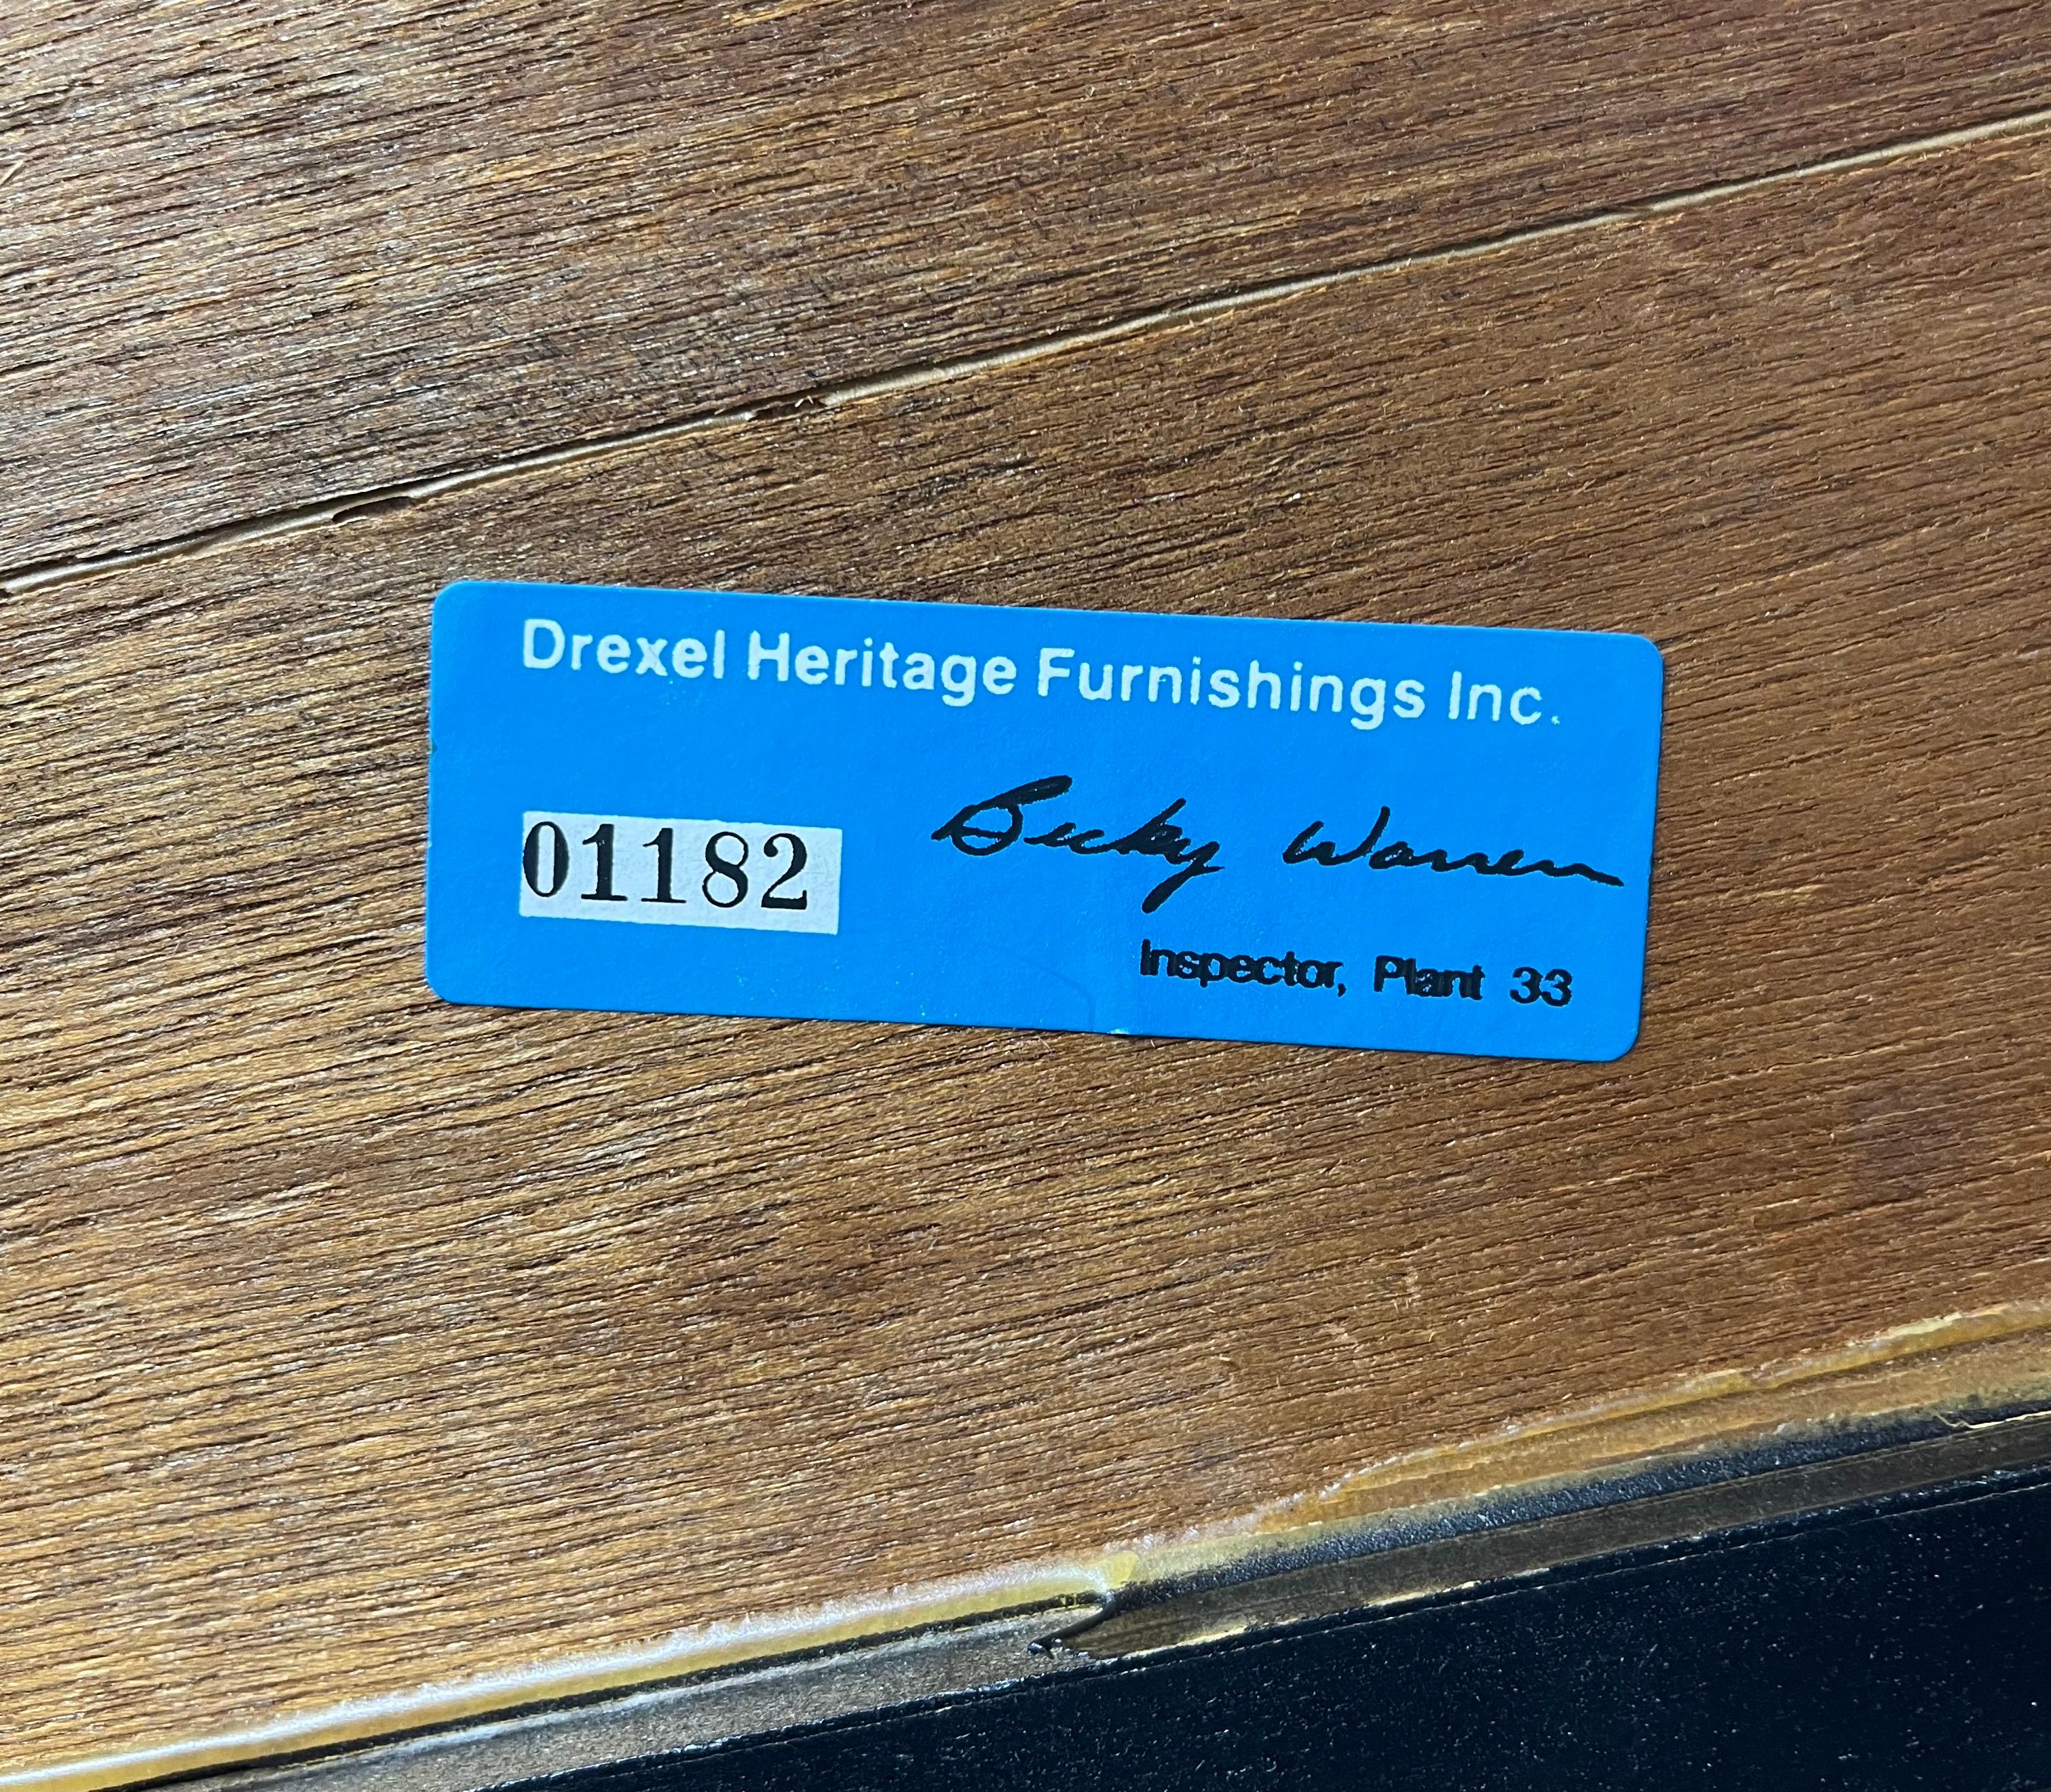 Drexel Heritage Furnishings Inc.
01182
Becky Warren
Inspector, Plant 33